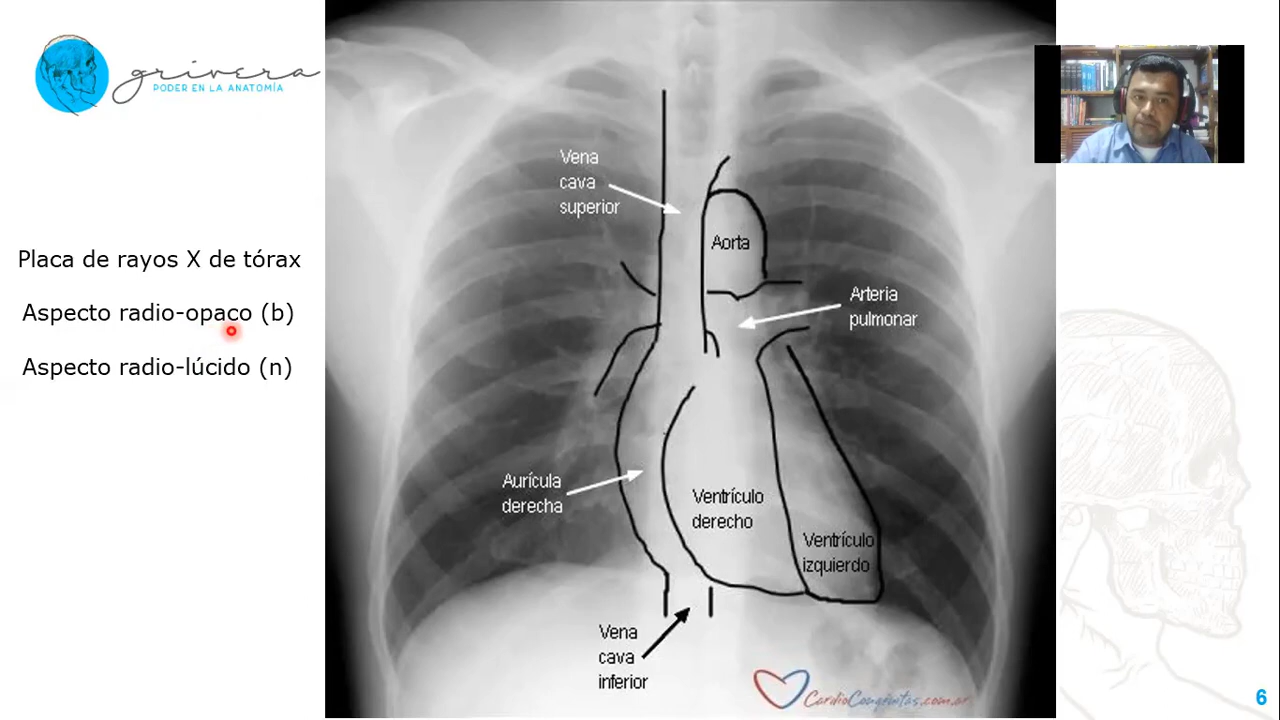 grivera
PODER EN LA ANATOMÍA
Placa de rayos X de tórax
Aspecto radio-opaco (b)
Aspecto radio-lúcido (n)
Vena
cava
superior
Aorta
Arteria
pulmonar
Aurícula
derecha
Ventrículo
derecho
Ventrículo
izquierdo
Vena
cava
inferior
CardioCongénitas.com.ar
6